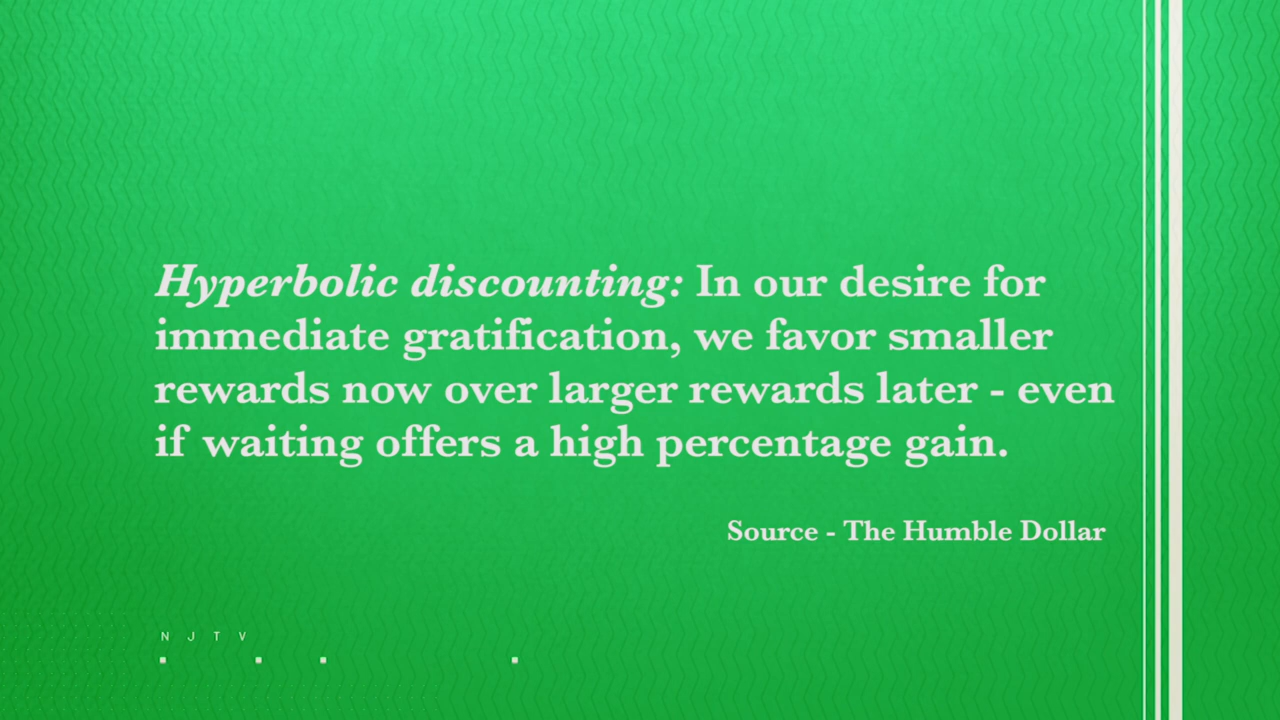 Hyperbolic discounting: In our desire for
immediate gratification, we favor smaller
rewards now over larger rewards later - even
if waiting offers a high percentage gain.
Source - The Humble Dollar
N J T V